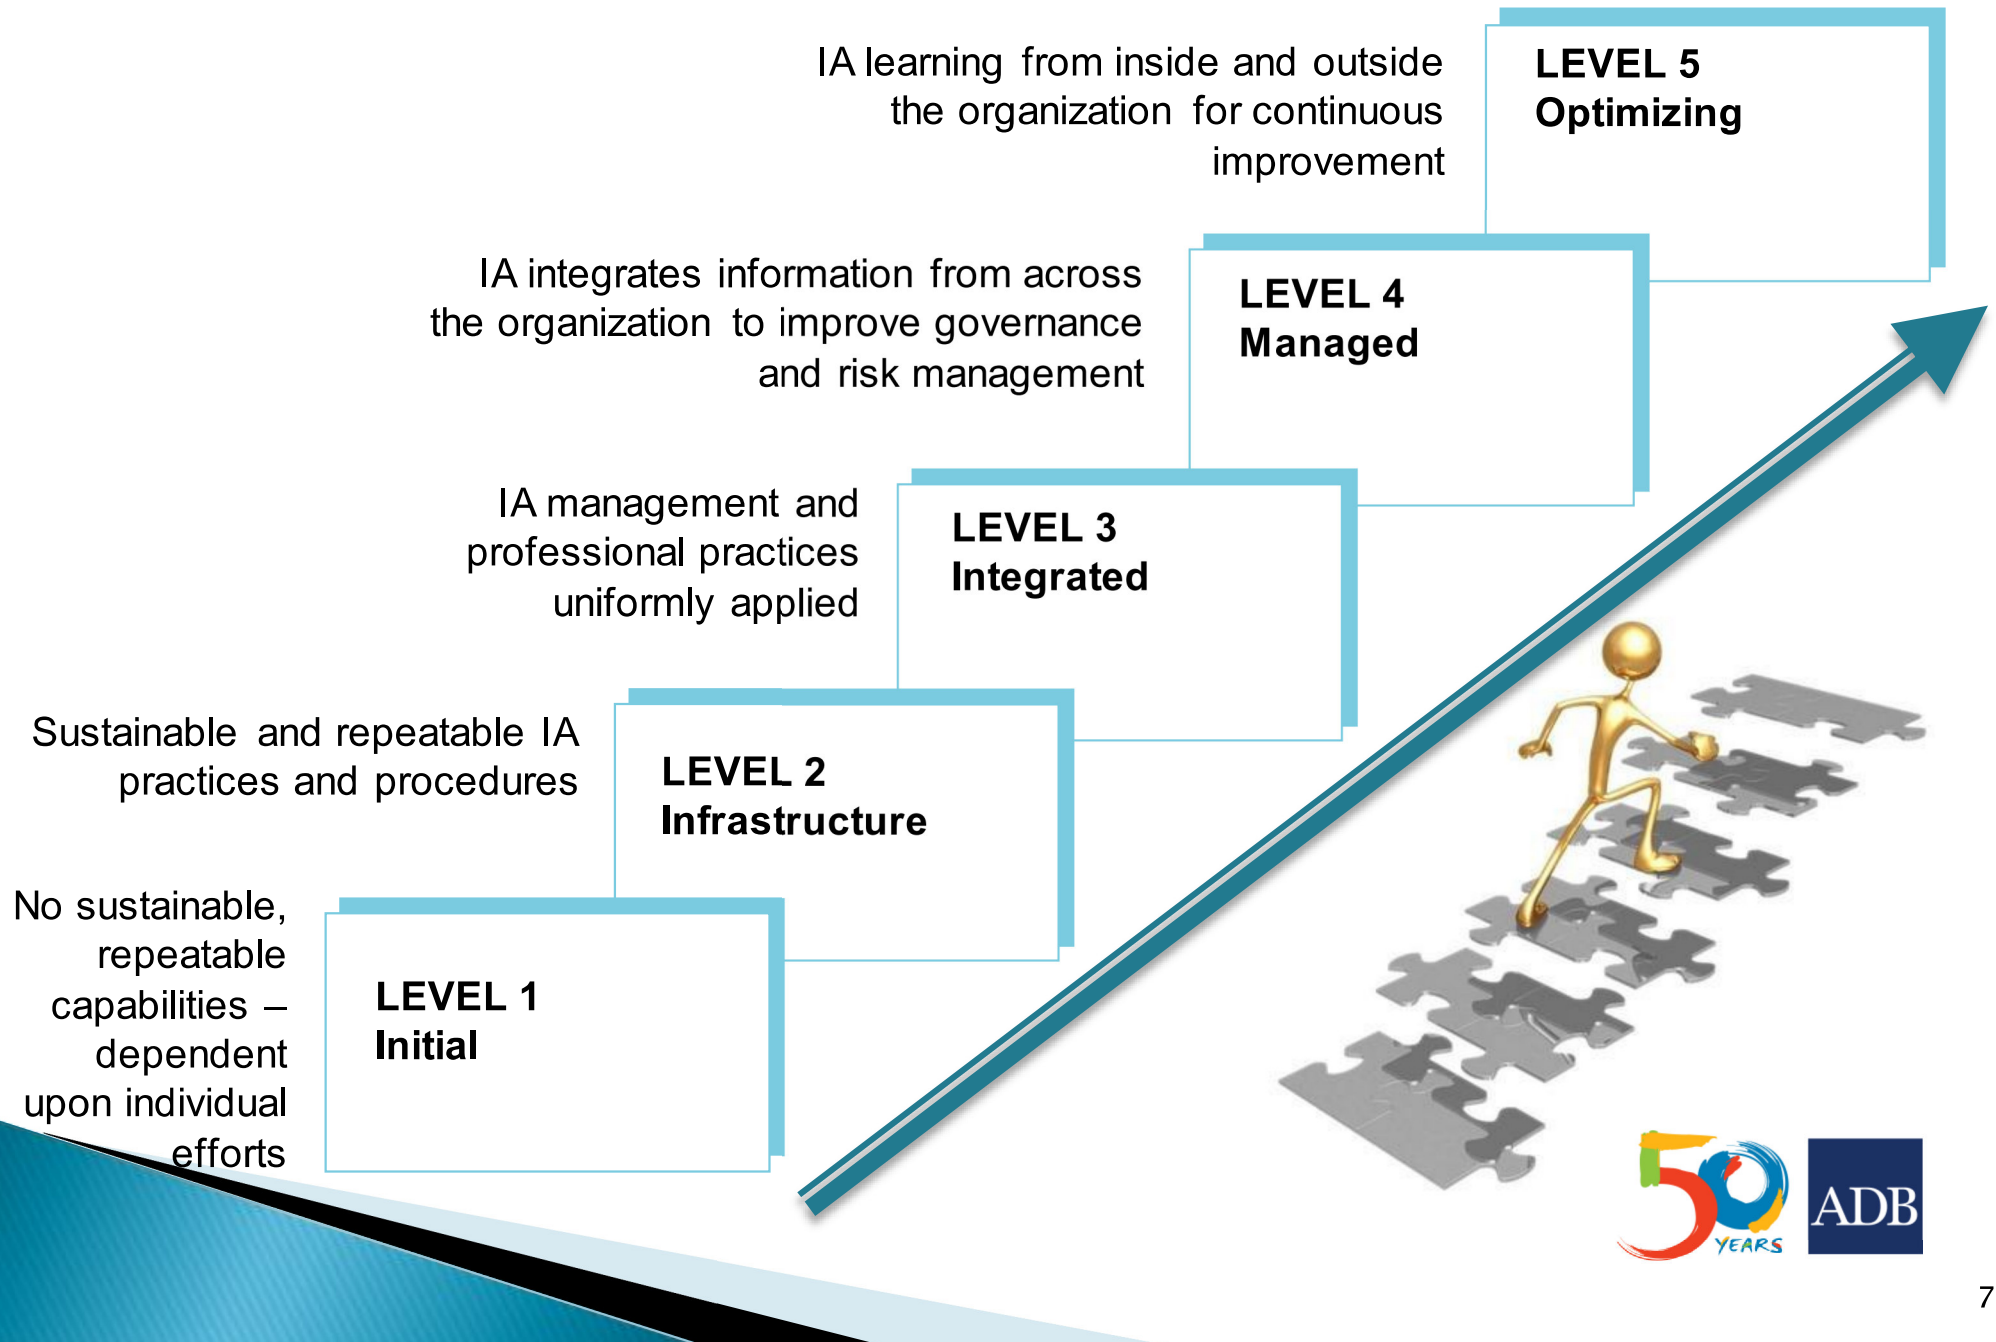 IA learning from inside and outside
the organization for continuous
improvement
LEVEL 5
Optimizing
IA integrates information from across
the organization to improve governance
and risk management
LEVEL 4
Managed
IA management and
professional practices
uniformly applied
LEVEL 3
Integrated
Sustainable and repeatable IA
practices and procedures
LEVEL 2
Infrastructure
No sustainable,
repeatable
capabilities –
dependent
upon individual
efforts
LEVEL 1
Initial
50
YEARS
ADB
7